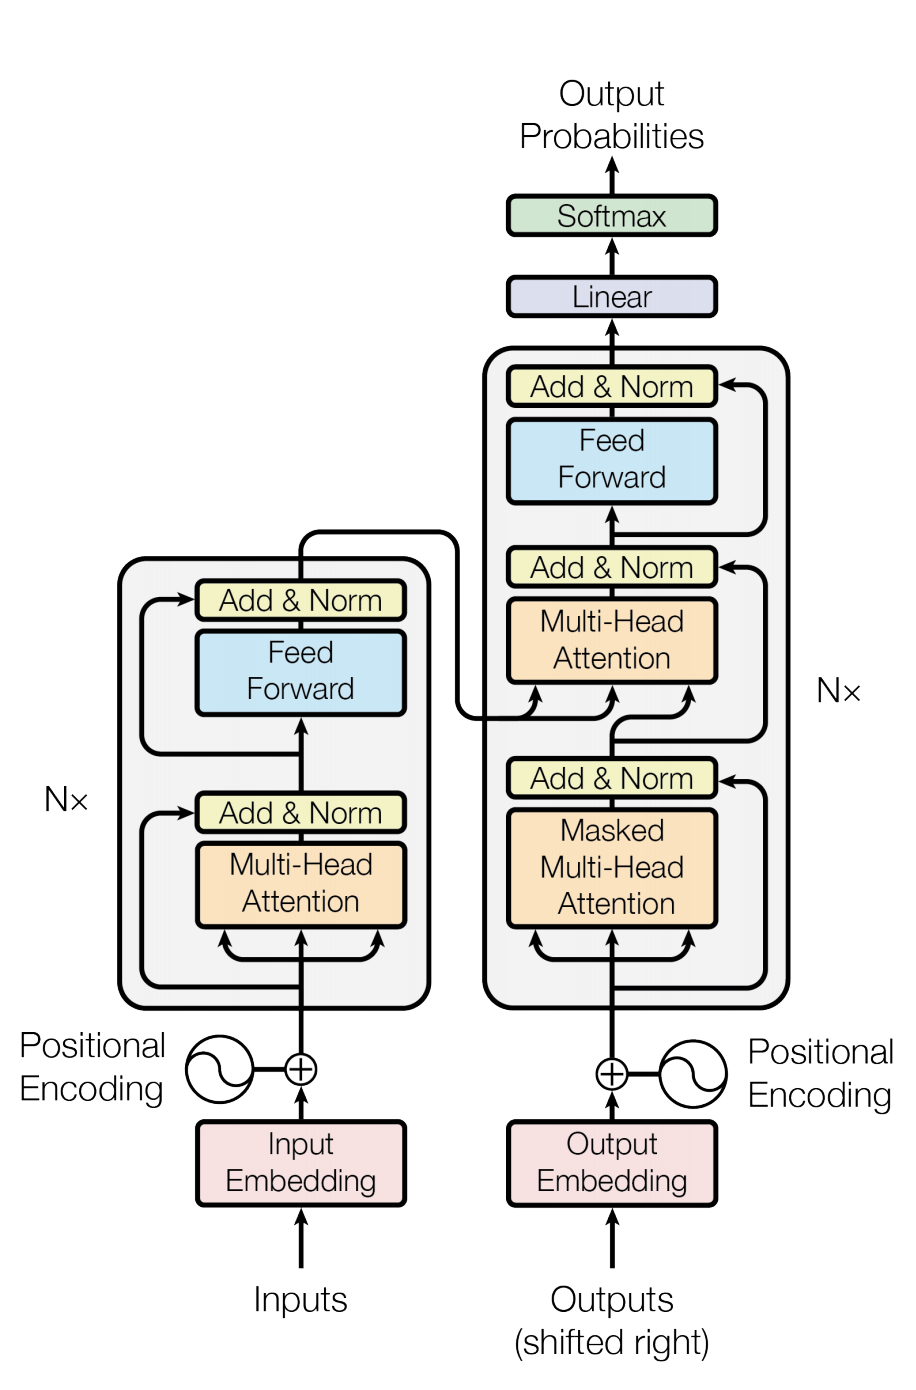 Output
Probabilities
Softmax
Linear
Add & Norm
Feed
Forward
Add & Norm
Multi-Head
Attention
Add & Norm
Masked
Multi-Head
Attention
N×
Add & Norm
Feed
Forward
Add & Norm
Multi-Head
Attention
N×
Positional
Encoding
Positional
Encoding
Input
Embedding
Output
Embedding
Inputs
Outputs
(shifted right)